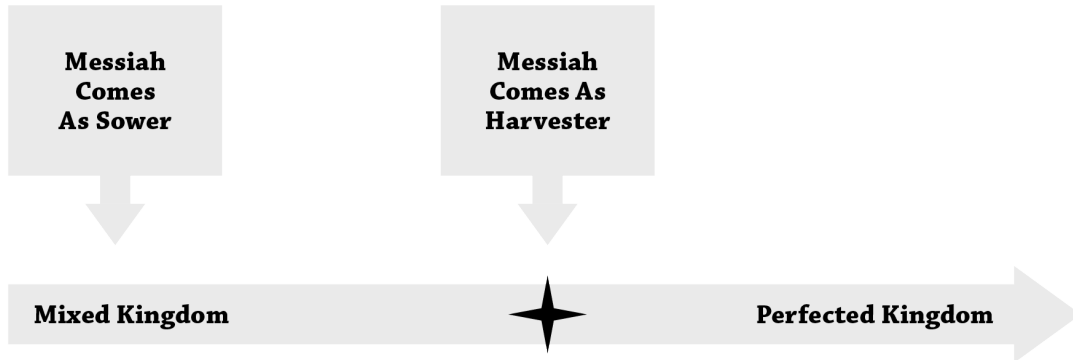 Messiah
Comes
As Sower
Messiah
Comes As
Harvester
Mixed Kingdom
Perfected Kingdom